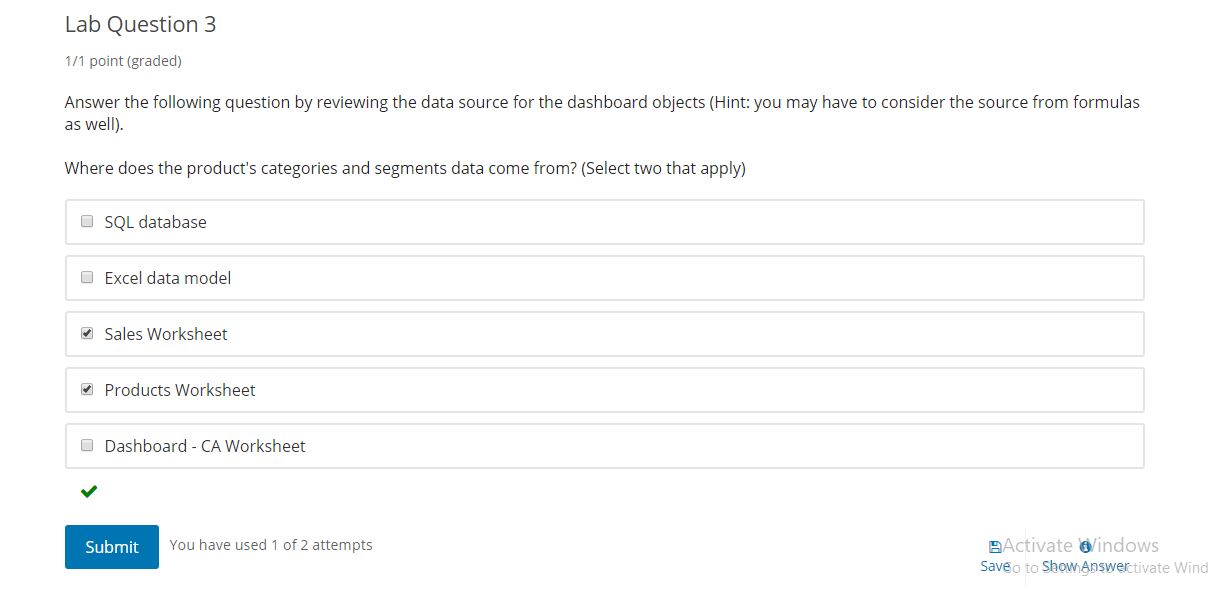 Lab Question 3
1/1 point (graded)
Answer the following question by reviewing the data source for the dashboard objects (Hint: you may have to consider the source from formulas
as well).
Where does the product's categories and segments data come from? (Select two that apply)
SQL database
Excel data model
Sales Worksheet
Products Worksheet
Dashboard - CA Worksheet
Submit
You have used 1 of 2 attempts
Activate Windows
Save
Show Answer
Go to Settings to activate Wind